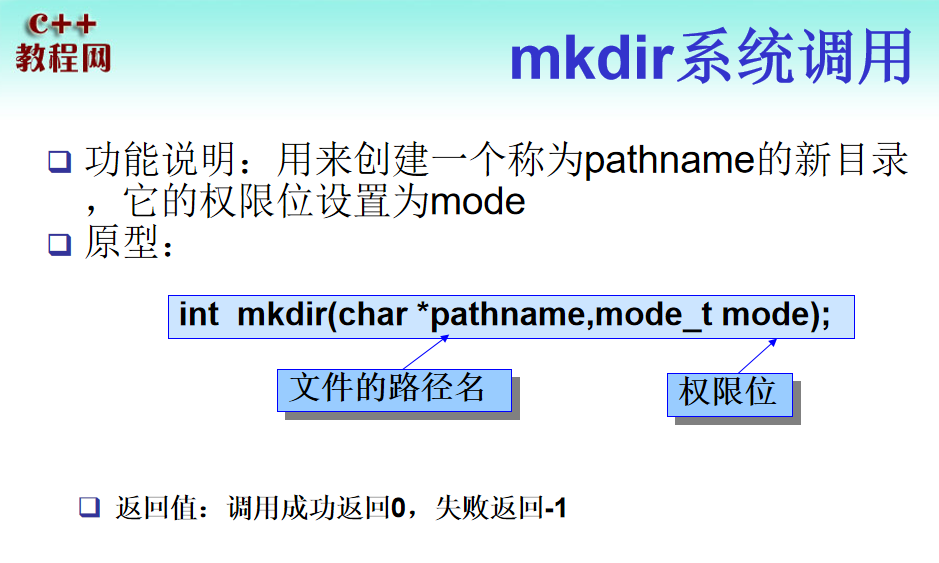 C++
教程网
mkdir系统调用
功能说明：用来创建一个称为pathname的新目录
，它的权限位设置为mode
原型：
int  mkdir(char *pathname,mode_t mode);
文件的路径名
权限位
返回值：调用成功返回0，失败返回-1